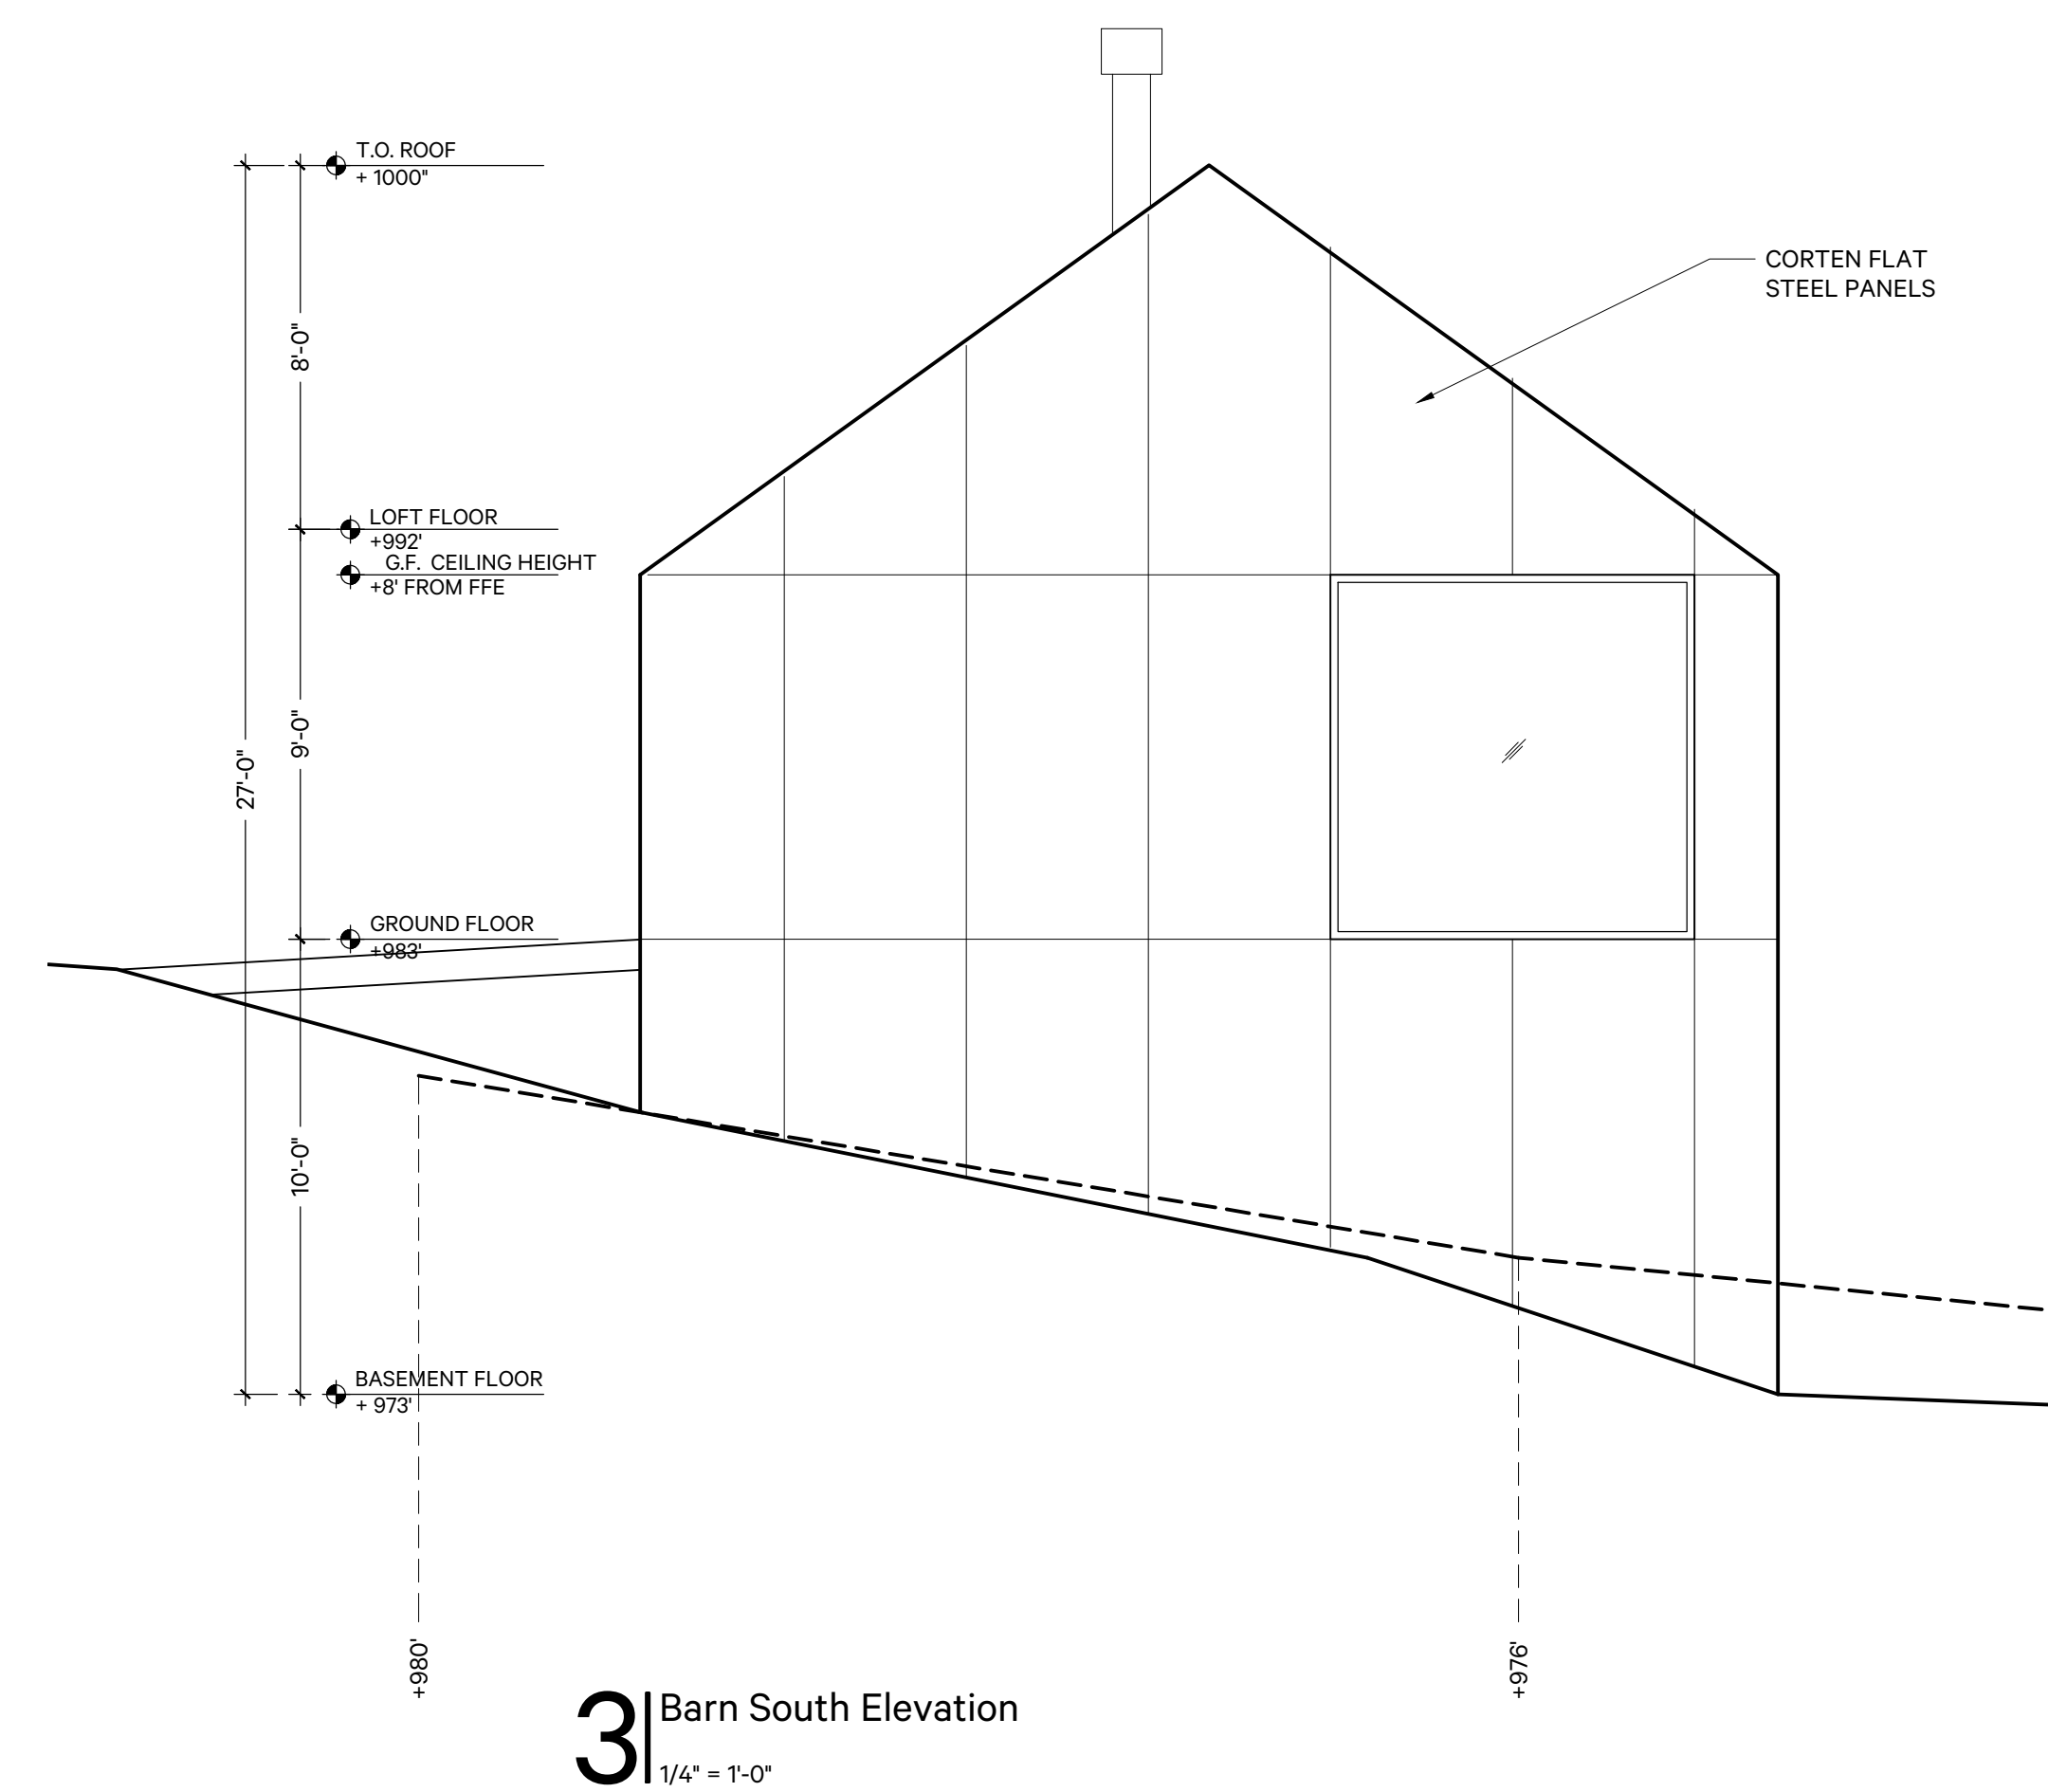 T.O. ROOF
+ 1000"
CORTEN FLAT
STEEL PANELS
8'-0"
LOFT FLOOR
+992'
G.F. CEILING HEIGHT
+8' FROM FFE
9'-0"
27'-0"
GROUND FLOOR
+983'
10'-0"
BASEMENT FLOOR
+ 973'
+980'
+976'
3
Barn South Elevation
1/4" = 1'-0"